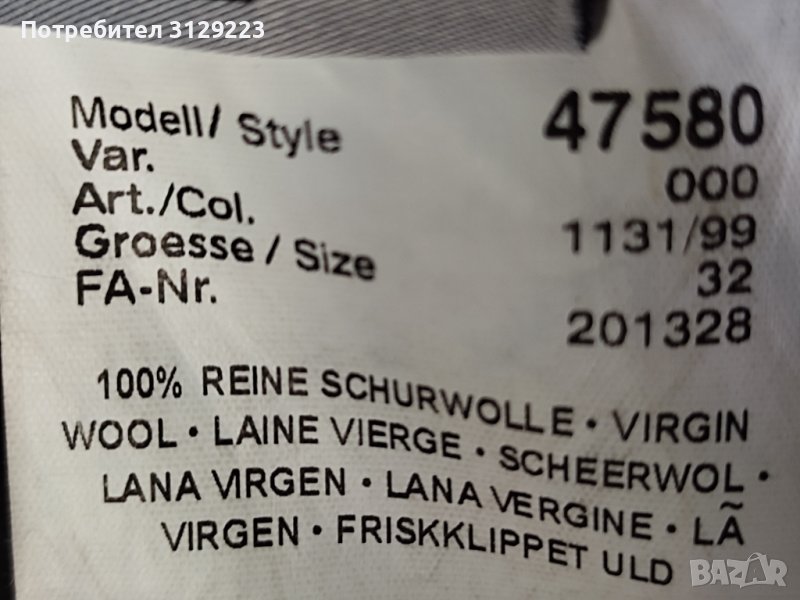 Потребител 3129223
Modell/ Style 47580
Var. 000
Art./Col. 1131/99
Groesse / Size 32
FA-Nr. 201328
100% REINE SCHURWOLLE • VIRGIN
WOOL • LAINE VIERGE • SCHEERWOL •
LANA VIRGEN • LANA VERGINE • LÃ
VIRGEN • FRISKKLIPPET ULD
BAZAR